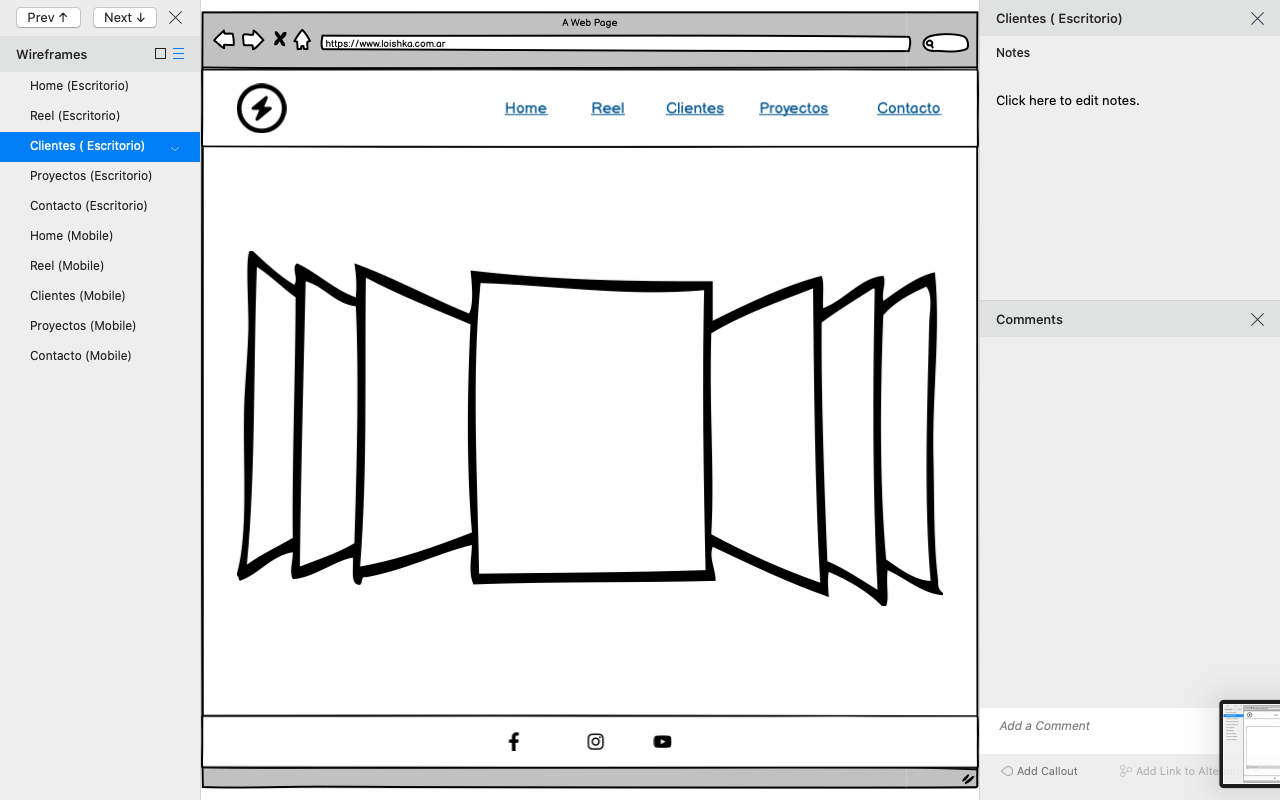 Prev ↑ Next ↓
Wireframes
Home (Escritorio)
Reel (Escritorio)
Clientes ( Escritorio)
Proyectos (Escritorio)
Contacto (Escritorio)
Home (Mobile)
Reel (Mobile)
Clientes (Mobile)
Proyectos (Mobile)
Contacto (Mobile)
A Web Page
https://www.loishka.com.ar
Home Reel Clientes Proyectos Contacto
Clientes ( Escritorio)
Notes
Click here to edit notes.
Comments
Add a Comment
Add Callout Add Link to